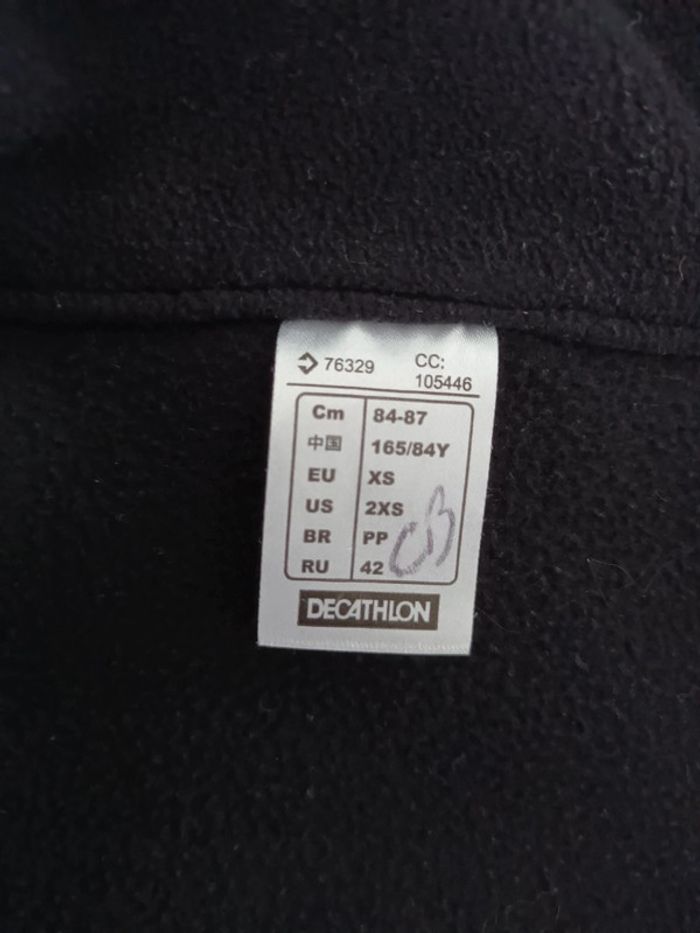 76329 CC:
105446
Cm 84-87
中国 165/84Y
EU XS
US 2XS
BR PP
RU 42
DECATHLON